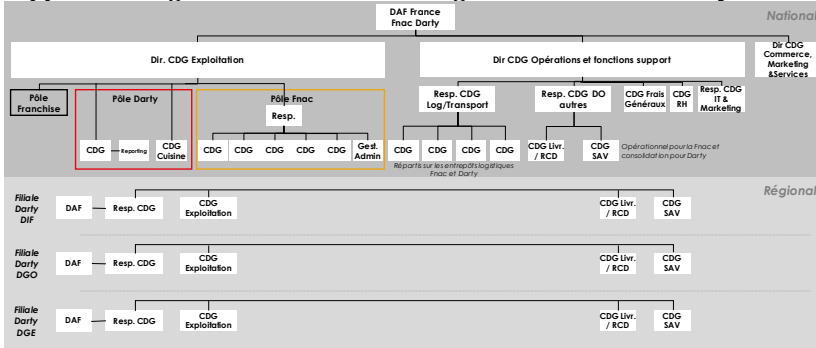 DAF France
Fnac Darty
National
Dir. CDG Exploitation
Dir CDG Opérations et fonctions support
Dir CDG
Commerce,
Marketing
&Services
Pôle
Franchise
Pôle Darty
Pôle Fnac
Resp.
Resp. CDG
Log/Transport
Resp. CDG DO
autres
CDG Frais
Généraux
CDG
RH
Resp. CDG
IT &
Marketing
CDG
Reporting
CDG
Cuisine
CDG
CDG
CDG
CDG
CDG
Gest.
Admin
CDG
CDG
CDG
CDG
CDG Livr.
/ RCD
CDG
SAV
Opérationnel pour la Fnac et
consolidation pour Darty
Répartis sur les entrepôts logistiques
Fnac et Darty
Régional
Filiale
Darty
DIF
DAF
Resp. CDG
CDG
Exploitation
CDG Livr.
/ RCD
CDG
SAV
Filiale
Darty
DGO
DAF
Resp. CDG
CDG
Exploitation
CDG Livr.
/ RCD
CDG
SAV
Filiale
Darty
DGE
DAF
Resp. CDG
CDG
Exploitation
CDG Livr.
/ RCD
CDG
SAV